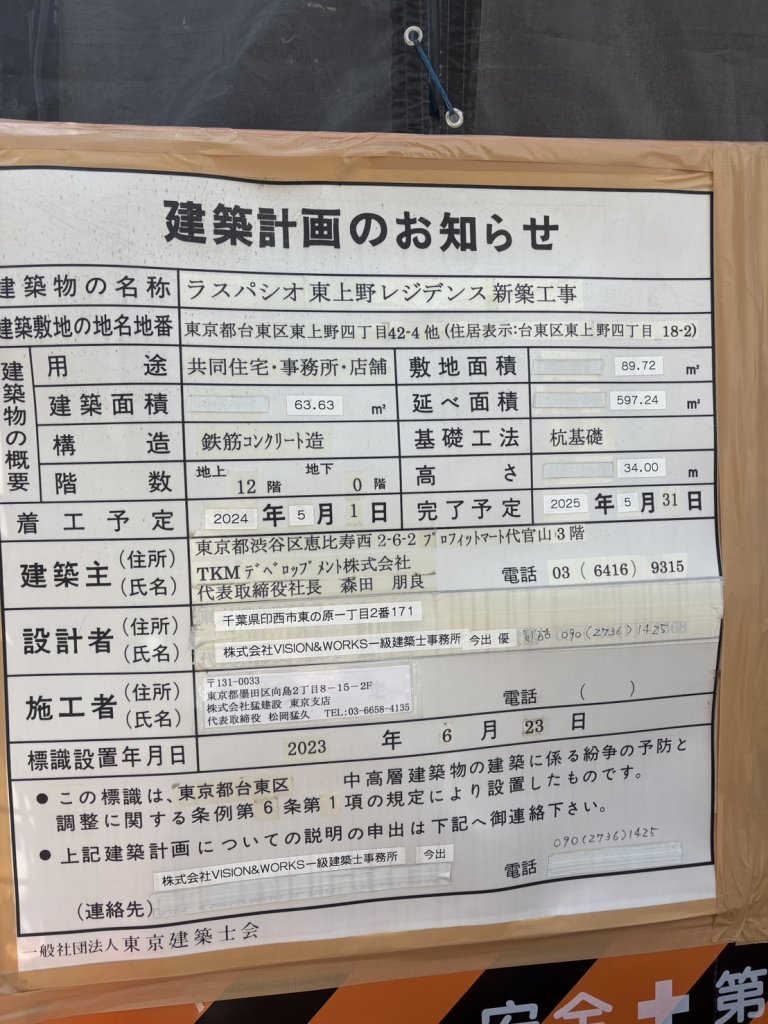 建築計画のお知らせ
建築物の名称 ラスパシオ東上野レジデンス新築工事
建築敷地の地名地番 東京都台東区東上野四丁目42-4他(住居表示:台東区東上野四丁目 18-2)
建築物の概要
用途 共同住宅・事務所・店舗 敷地面積 89.72 m²
建築面積 63.63 m² 延べ面積 597.24 m²
構造 鉄筋コンクリート造 基礎工法 杭基礎
階数 地上 12階 地下 0階 高さ 34.00 m
着工予定 2024年5月1日 完了予定 2025年5月31日
建築主 (住所) 東京都渋谷区恵比寿西2-6-2プロフィットマート代官山3階
(氏名) TKMデベロップメント株式会社
代表取締役社長 森田 朋良 電話 03(6416)9315
設計者 (住所) 千葉県印西市東の原一丁目2番171
(氏名) 株式会社VISION&WORKS一級建築士事務所 今出 優 電話 090(2736)1425
施工者 (住所) 〒131-0033
東京都墨田区向島2丁目8-15-2F
(氏名) 株式会社猛建設 東京支店
代表取締役 松岡猛久 TEL:03-6658-4135 電話 ( )
標識設置年月日 2023年6月23日
● この標識は、東京都台東区 中高層建築物の建築に係る紛争の予防と
調整に関する条例第6条第1項の規定により設置したものです。
● 上記建築計画についての説明の申出は下記へ御連絡下さい。
株式会社VISION&WORKS一級建築士事務所 今出 電話 090(2736)1425
(連絡先)
一般社団法人東京建築士会
安全+第